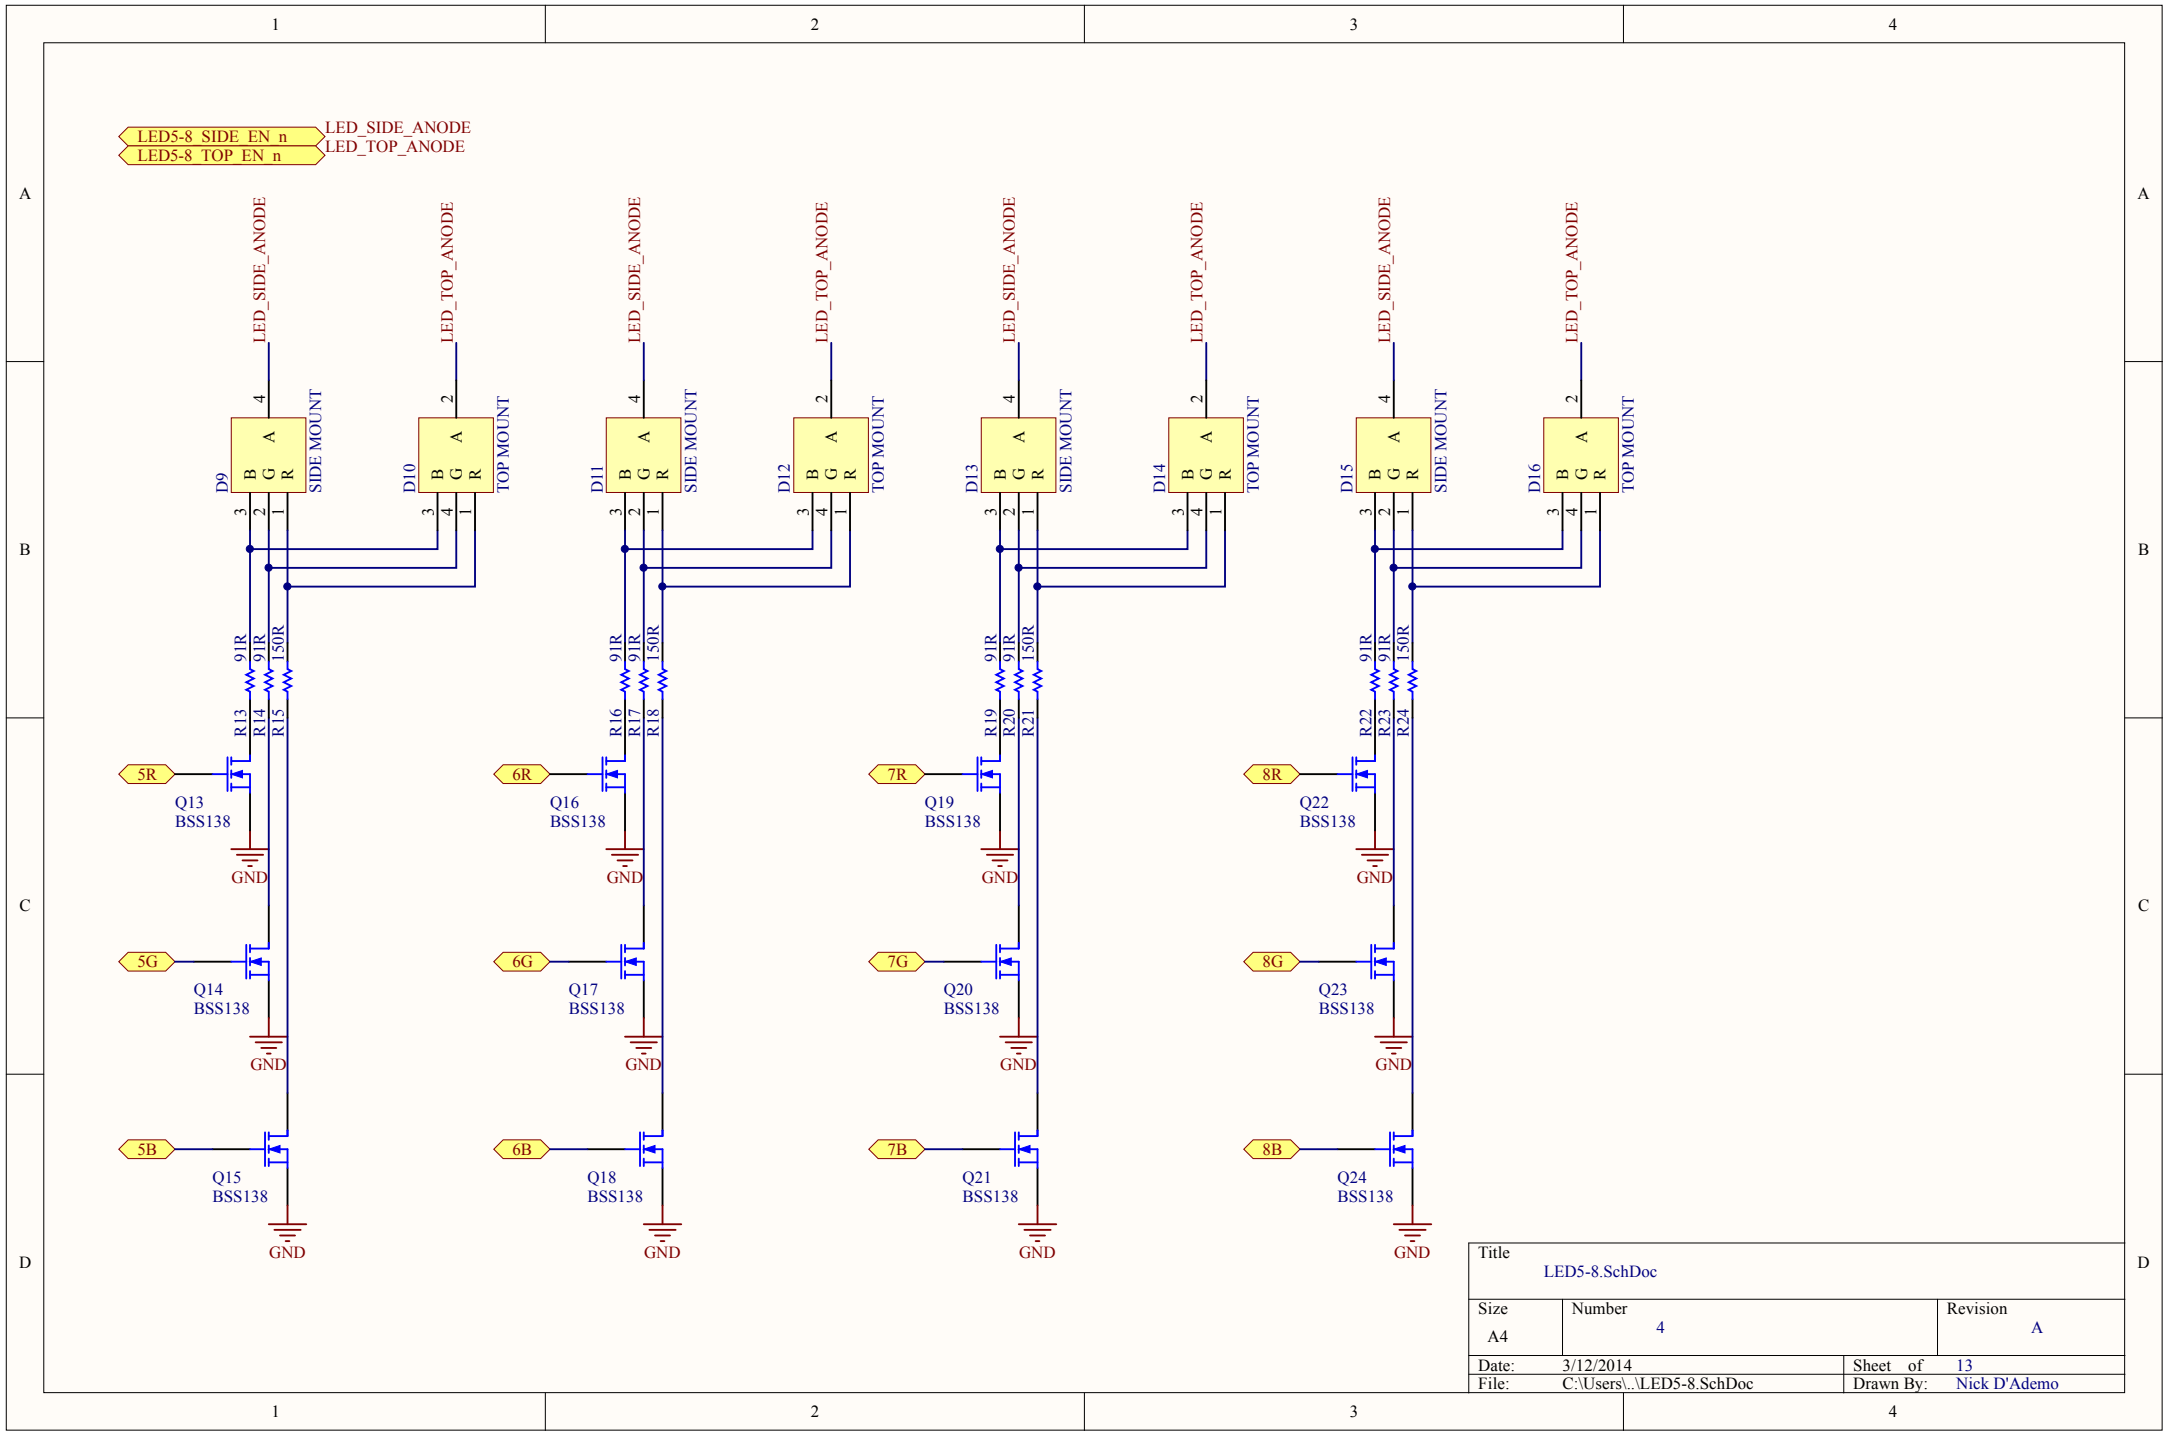 1 2 3 4
LED5-8_SIDE_EN_n LED_SIDE_ANODE
LED5-8_TOP_EN_n LED_TOP_ANODE
A A
LED_SIDE_ANODE LED_TOP_ANODE LED_SIDE_ANODE LED_TOP_ANODE LED_SIDE_ANODE LED_TOP_ANODE LED_SIDE_ANODE LED_TOP_ANODE
4 2 4 2 4 2 4 2
A A A A A A A A
B G R B G R B G R B G R B G R B G R B G R B G R
D9 SIDE MOUNT D10 TOP MOUNT D11 SIDE MOUNT D12 TOP MOUNT D13 SIDE MOUNT D14 TOP MOUNT D15 SIDE MOUNT D16 TOP MOUNT
3 2 1 3 4 1 3 2 1 3 4 1 3 2 1 3 4 1 3 2 1 3 4 1
B B
91R 91R 150R 91R 91R 150R 91R 91R 150R 91R 91R 150R
R13 R14 R15 R16 R17 R18 R19 R20 R21 R22 R23 R24
5R 6R 7R 8R
Q13 Q16 Q19 Q22
BSS138 BSS138 BSS138 BSS138
GND GND GND GND
C C
5G 6G 7G 8G
Q14 Q17 Q20 Q23
BSS138 BSS138 BSS138 BSS138
GND GND GND GND
5B 6B 7B 8B
Q15 Q18 Q21 Q24
BSS138 BSS138 BSS138 BSS138
GND GND GND GND
D D
Title
LED5-8.SchDoc
Size Number Revision
A4 4 A
Date: 3/12/2014 Sheet of 13
File: C:\Users\..\LED5-8.SchDoc Drawn By: Nick D'Ademo
1 2 3 4